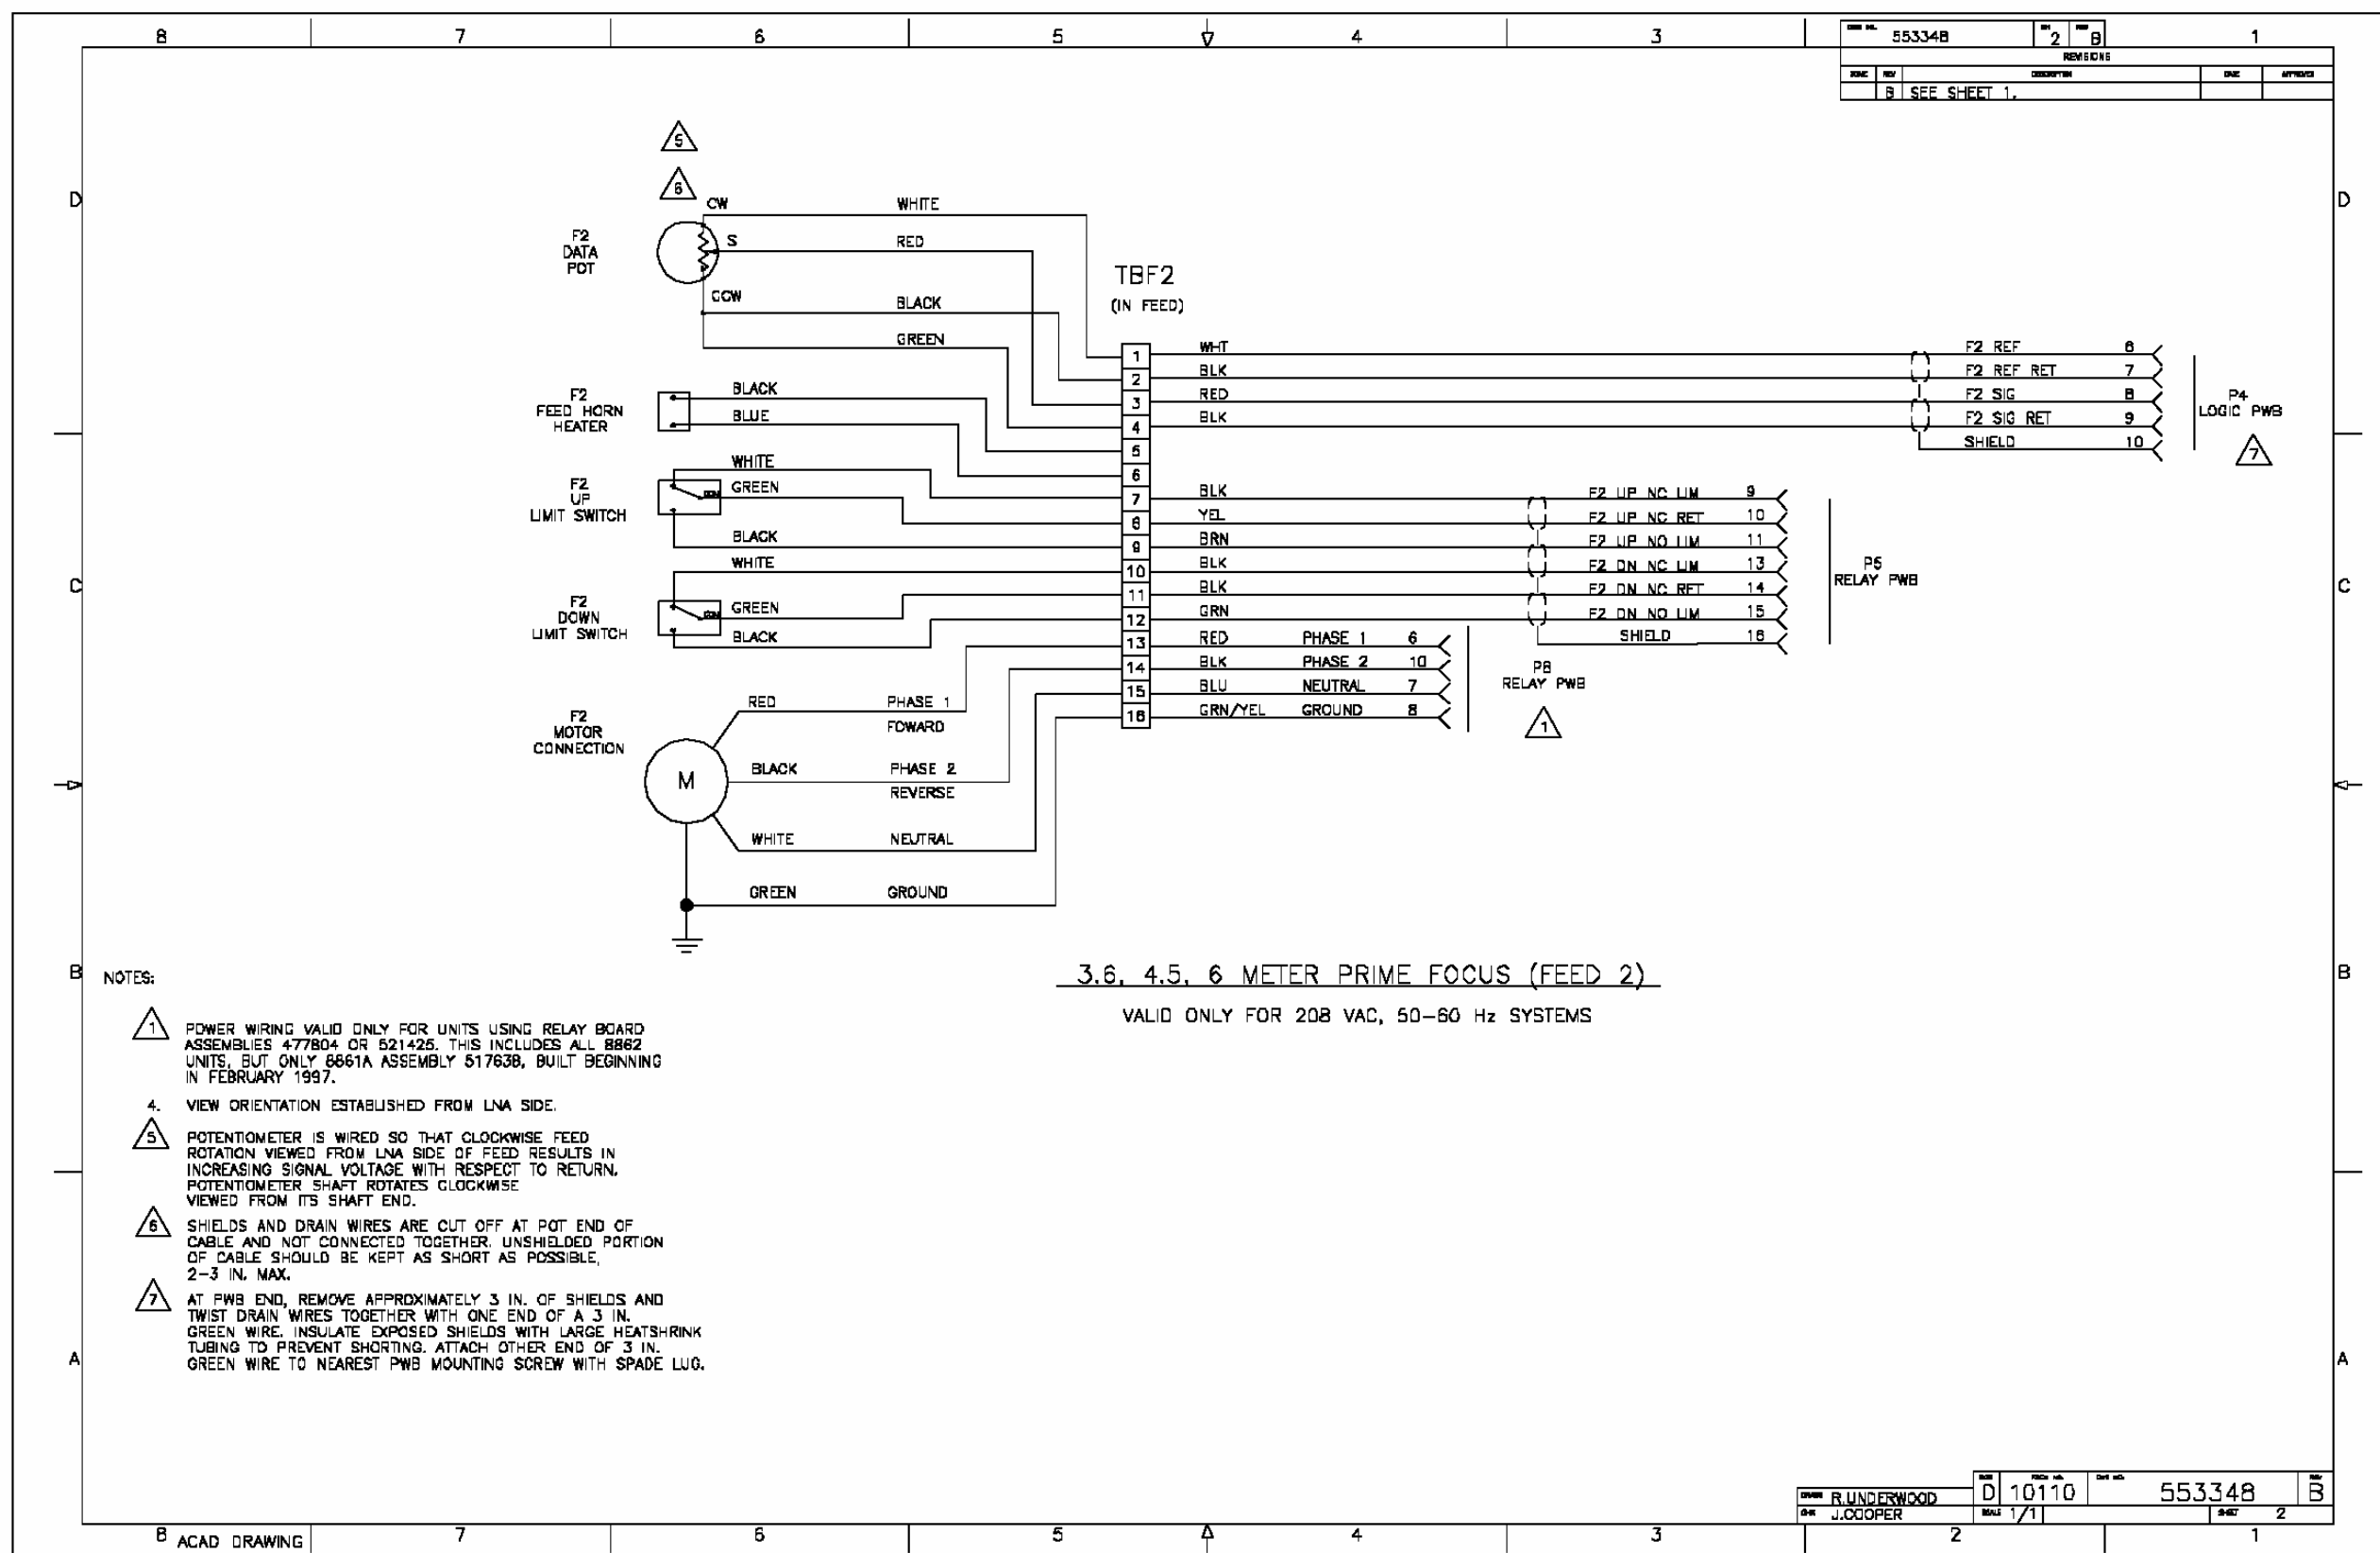 8 7 6 5 4 3 1
553348 2 B
REVISIONS
ZONE REV DESCRIPTION DATE APPROVED
B SEE SHEET 1.
D D
C C
B B
A A
5
6
F2
DATA
POT
CW WHITE
S RED
CCW BLACK
GREEN
TBF2
(IN FEED)
F2
FEED HORN
HEATER
BLACK
BLUE
F2
UP
LIMIT SWITCH
WHITE
GREEN
BLACK
F2
DOWN
LIMIT SWITCH
WHITE
GREEN
BLACK
F2
MOTOR
CONNECTION
M
RED PHASE 1
FOWARD
BLACK PHASE 2
REVERSE
WHITE NEUTRAL
GREEN GROUND
1 WHT F2 REF 6
2 BLK F2 REF RET 7
3 RED F2 SIG 8
4 BLK F2 SIG RET 9
5 SHIELD 10
6
7 BLK F2 UP NC LIM 9
8 YEL F2 UP NC RET 10
9 BRN F2 UP NO LIM 11
10 BLK F2 DN NC LIM 13
11 BLK F2 DN NC RET 14
12 GRN F2 DN NO LIM 15
SHIELD 16
13 RED PHASE 1 6
14 BLK PHASE 2 10
15 BLU NEUTRAL 7
16 GRN/YEL GROUND 8
P4
LOGIC PWB
7
RELAY PWB
RELAY PWB
1
3.6, 4.5, 6 METER PRIME FOCUS (FEED 2)
VALID ONLY FOR 208 VAC, 50-60 Hz SYSTEMS
NOTES:
1 POWER WIRING VALID ONLY FOR UNITS USING RELAY BOARD
ASSEMBLIES 477804 OR 521425. THIS INCLUDES ALL 8862
UNITS, BUT ONLY 8861A ASSEMBLY 517638, BUILT BEGINNING
IN FEBRUARY 1997.
4. VIEW ORIENTATION ESTABLISHED FROM LNA SIDE.
5 POTENTIOMETER IS WIRED SO THAT CLOCKWISE FEED
ROTATION VIEWED FROM LNA SIDE OF FEED RESULTS IN
INCREASING SIGNAL VOLTAGE WITH RESPECT TO RETURN.
POTENTIOMETER SHAFT ROTATES CLOCKWISE
VIEWED FROM ITS SHAFT END.
6 SHIELDS AND DRAIN WIRES ARE CUT OFF AT POT END OF
CABLE AND NOT CONNECTED TOGETHER. UNSHIELDED PORTION
OF CABLE SHOULD BE KEPT AS SHORT AS POSSIBLE,
2-3 IN. MAX.
7 AT PWB END, REMOVE APPROXIMATELY 3 IN. OF SHIELDS AND
TWIST DRAIN WIRES TOGETHER WITH ONE END OF A 3 IN.
GREEN WIRE. INSULATE EXPOSED SHIELDS WITH LARGE HEATSHRINK
TUBING TO PREVENT SHORTING. ATTACH OTHER END OF 3 IN.
GREEN WIRE TO NEAREST PWB MOUNTING SCREW WITH SPADE LUG.
R.UNDERWOOD D 10110 553348 B
J.COOPER SCALE 1/1 SHEET 2
8 7 6 5 4 3 2 1
ACAD DRAWING